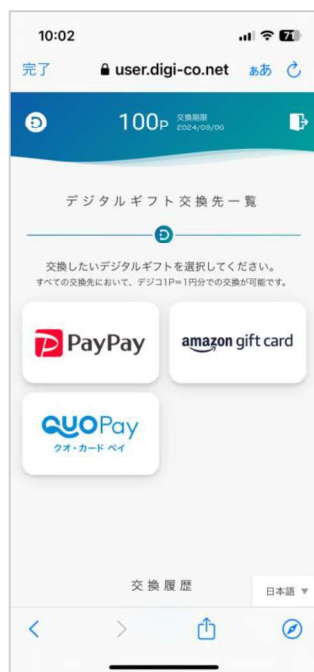 10:02
71
完了
user.digi-co.net
ぁあ
100P
交換期限
2024/09/00
デジタルギフト交換先一覧
交換したいデジタルギフトを選択してください。
すべての交換先において、デジコ1P=1円分での交換が可能です。
PayPay
amazon gift card
QUOPay
クオ・カード ペイ
交換履歴
日本語